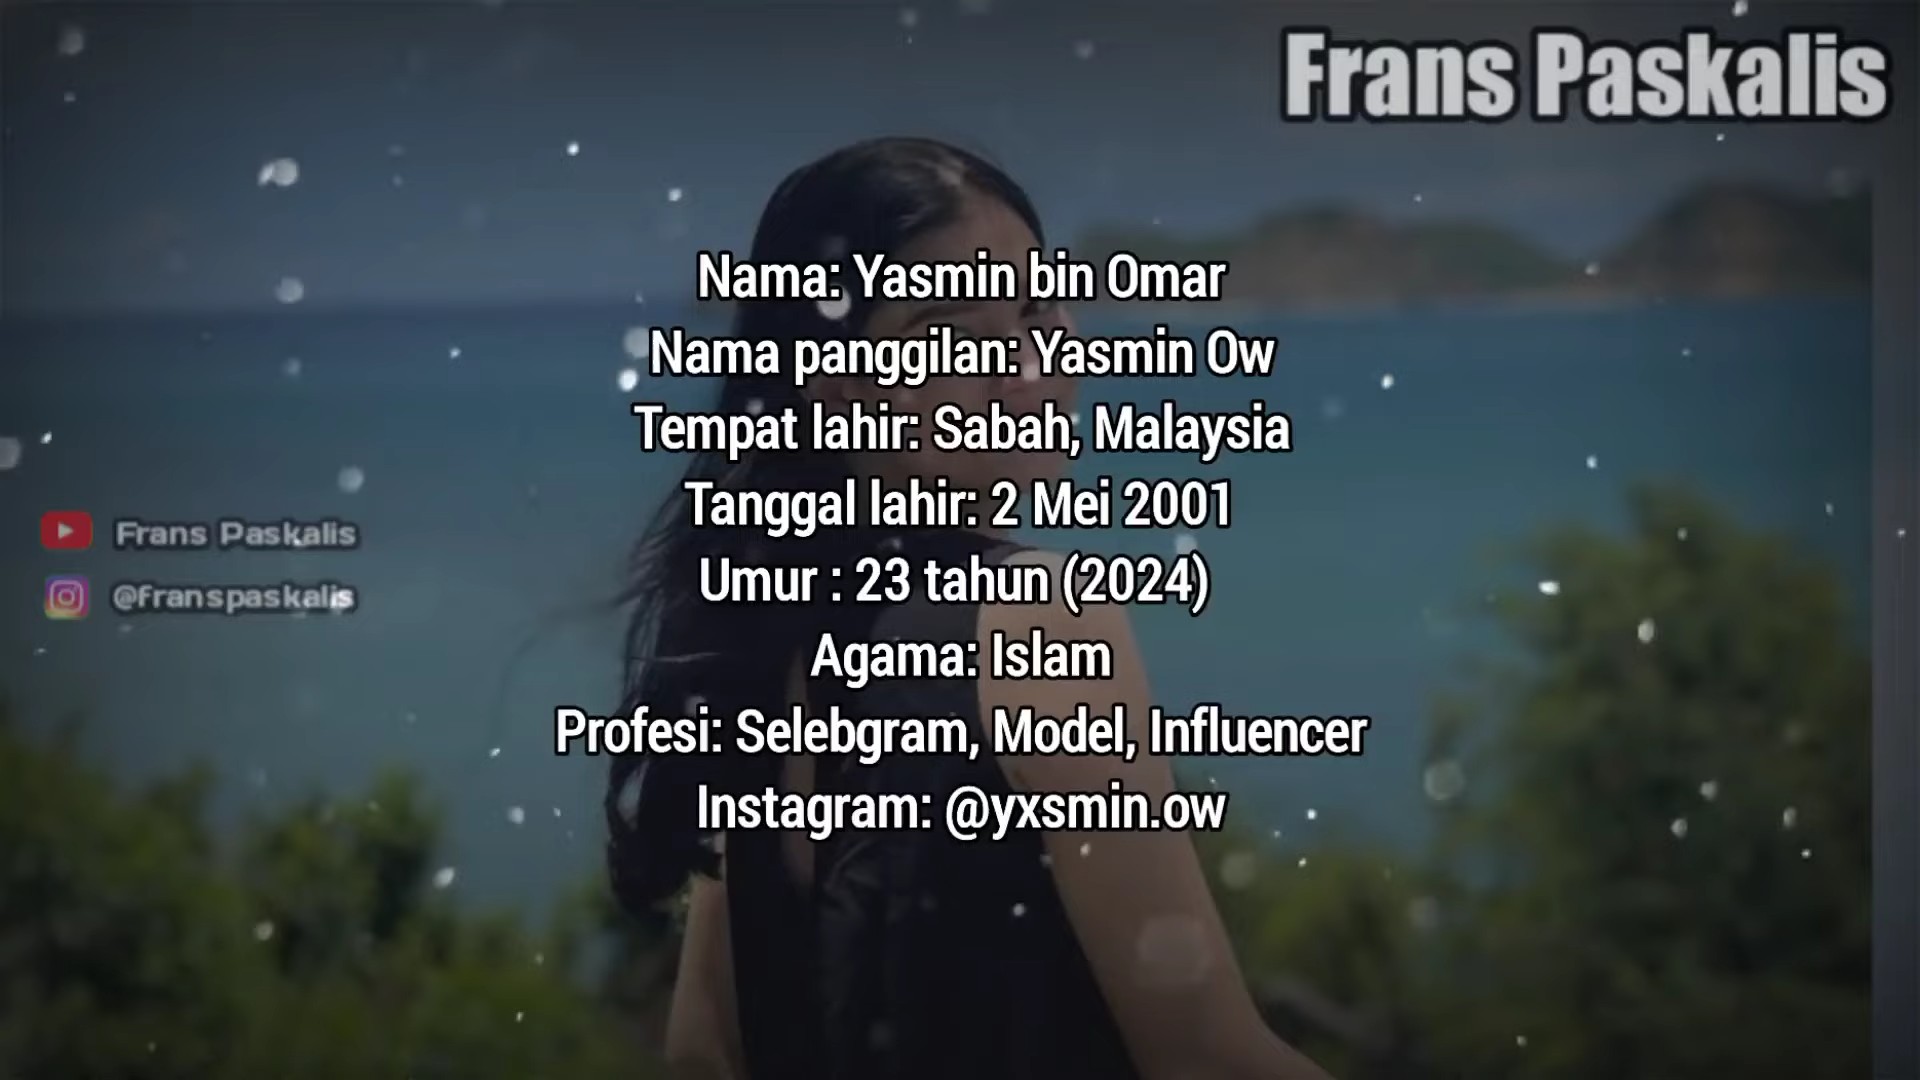 Frans Paskalis
Nama: Yasmin bin Omar
Nama panggilan: Yasmin Ow
Tempat lahir: Sabah, Malaysia
Tanggal lahir: 2 Mei 2001
Umur : 23 tahun (2024)
Agama: Islam
Profesi: Selebgram, Model, Influencer
Instagram: @yxsmin.ow
Frans Paskalis
@franspaskalis